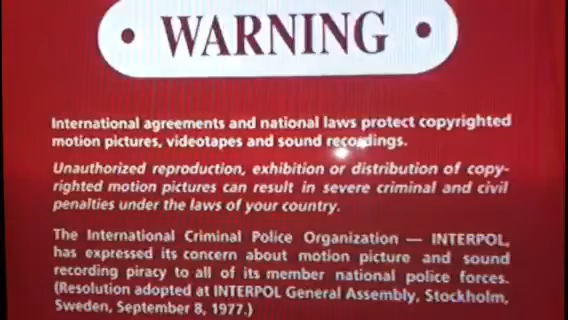 • WARNING •
International agreements and national laws protect copyrighted
motion pictures, videotapes and sound recordings.
Unauthorized reproduction, exhibition or distribution of copy-
righted motion pictures can result in severe criminal and civil
penalties under the laws of your country.
The International Criminal Police Organization — INTERPOL,
has expressed its concern about motion picture and sound
recording piracy to all of its member national police forces.
(Resolution adopted at INTERPOL General Assembly, Stockholm,
Sweden, September 8, 1977.)